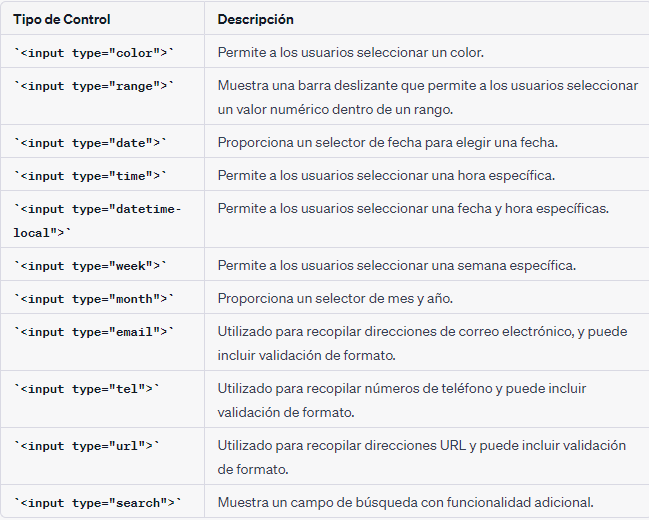 Tipo de Control Descripción
`<input type="color">` Permite a los usuarios seleccionar un color.
`<input type="range">` Muestra una barra deslizante que permite a los usuarios seleccionar
un valor numérico dentro de un rango.
`<input type="date">` Proporciona un selector de fecha para elegir una fecha.
`<input type="time">` Permite a los usuarios seleccionar una hora específica.
`<input type="datetime- Permite a los usuarios seleccionar una fecha y hora específicas.
local">`
`<input type="week">` Permite a los usuarios seleccionar una semana específica.
`<input type="month">` Proporciona un selector de mes y año.
`<input type="email">` Utilizado para recopilar direcciones de correo electrónico, y puede
incluir validación de formato.
`<input type="tel">` Utilizado para recopilar números de teléfono y puede incluir
validación de formato.
`<input type="url">` Utilizado para recopilar direcciones URL y puede incluir validación
de formato.
`<input type="search">` Muestra un campo de búsqueda con funcionalidad adicional.